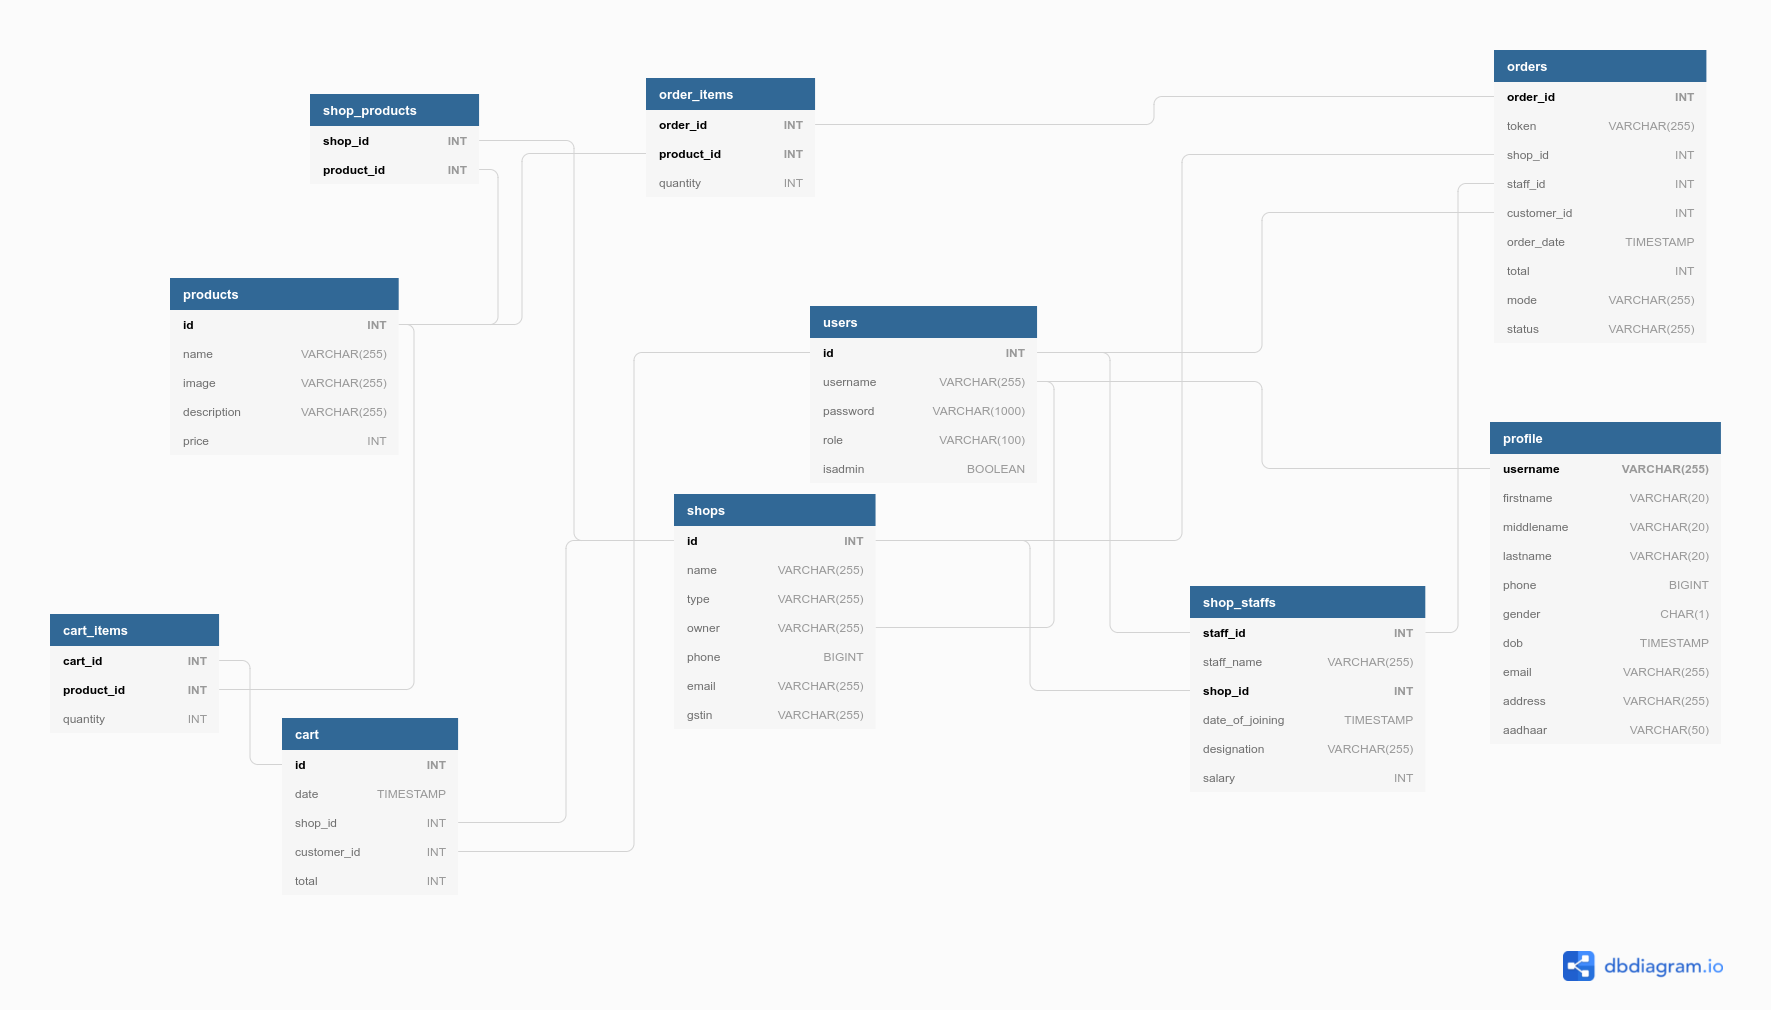 shop_products
shop_id INT
product_id INT
order_items
order_id INT
product_id INT
quantity INT
orders
order_id INT
token VARCHAR(255)
shop_id INT
staff_id INT
customer_id INT
order_date TIMESTAMP
total INT
mode VARCHAR(255)
status VARCHAR(255)
products
id INT
name VARCHAR(255)
image VARCHAR(255)
description VARCHAR(255)
price INT
users
id INT
username VARCHAR(255)
password VARCHAR(1000)
role VARCHAR(100)
isadmin BOOLEAN
profile
username VARCHAR(255)
firstname VARCHAR(20)
middlename VARCHAR(20)
lastname VARCHAR(20)
phone BIGINT
gender CHAR(1)
dob TIMESTAMP
email VARCHAR(255)
address VARCHAR(255)
aadhaar VARCHAR(50)
shops
id INT
name VARCHAR(255)
type VARCHAR(255)
owner VARCHAR(255)
phone BIGINT
email VARCHAR(255)
gstin VARCHAR(255)
shop_staffs
staff_id INT
staff_name VARCHAR(255)
shop_id INT
date_of_joining TIMESTAMP
designation VARCHAR(255)
salary INT
cart_items
cart_id INT
product_id INT
quantity INT
cart
id INT
date TIMESTAMP
shop_id INT
customer_id INT
total INT
dbdiagram.io